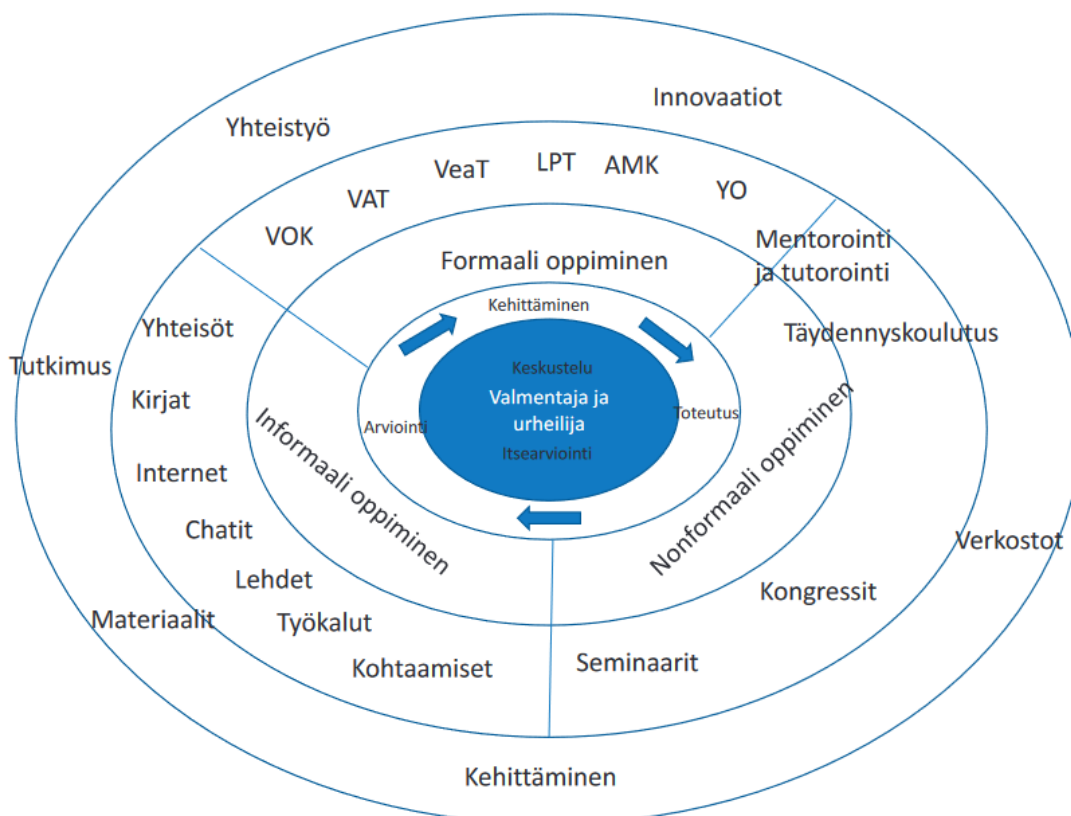 Innovaatiot
Yhteistyö
VeaT
LPT
AMK
VAT
YO
VOK
Mentorointi
ja tutorointi
Formaali oppiminen
Kehittäminen
Yhteisöt
Täydennyskoulutus
Tutkimus
Keskustelu
Kirjat
Valmentaja ja
urheilija
Arviointi
Toteutus
Itsearviointi
Informaali oppiminen
Nonformaali oppiminen
Internet
Chatit
Verkostot
Lehdet
Kongressit
Materiaalit
Työkalut
Kohtaamiset
Seminaarit
Kehittäminen